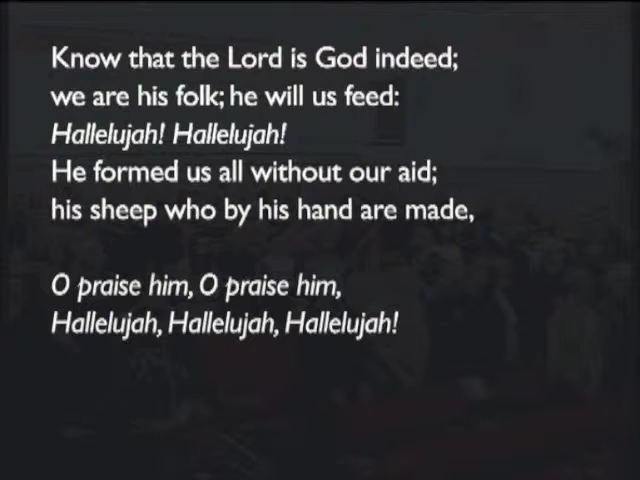 Know that the Lord is God indeed;
we are his folk; he will us feed:
Hallelujah! Hallelujah!
He formed us all without our aid;
his sheep who by his hand are made,
O praise him, O praise him,
Hallelujah, Hallelujah, Hallelujah!